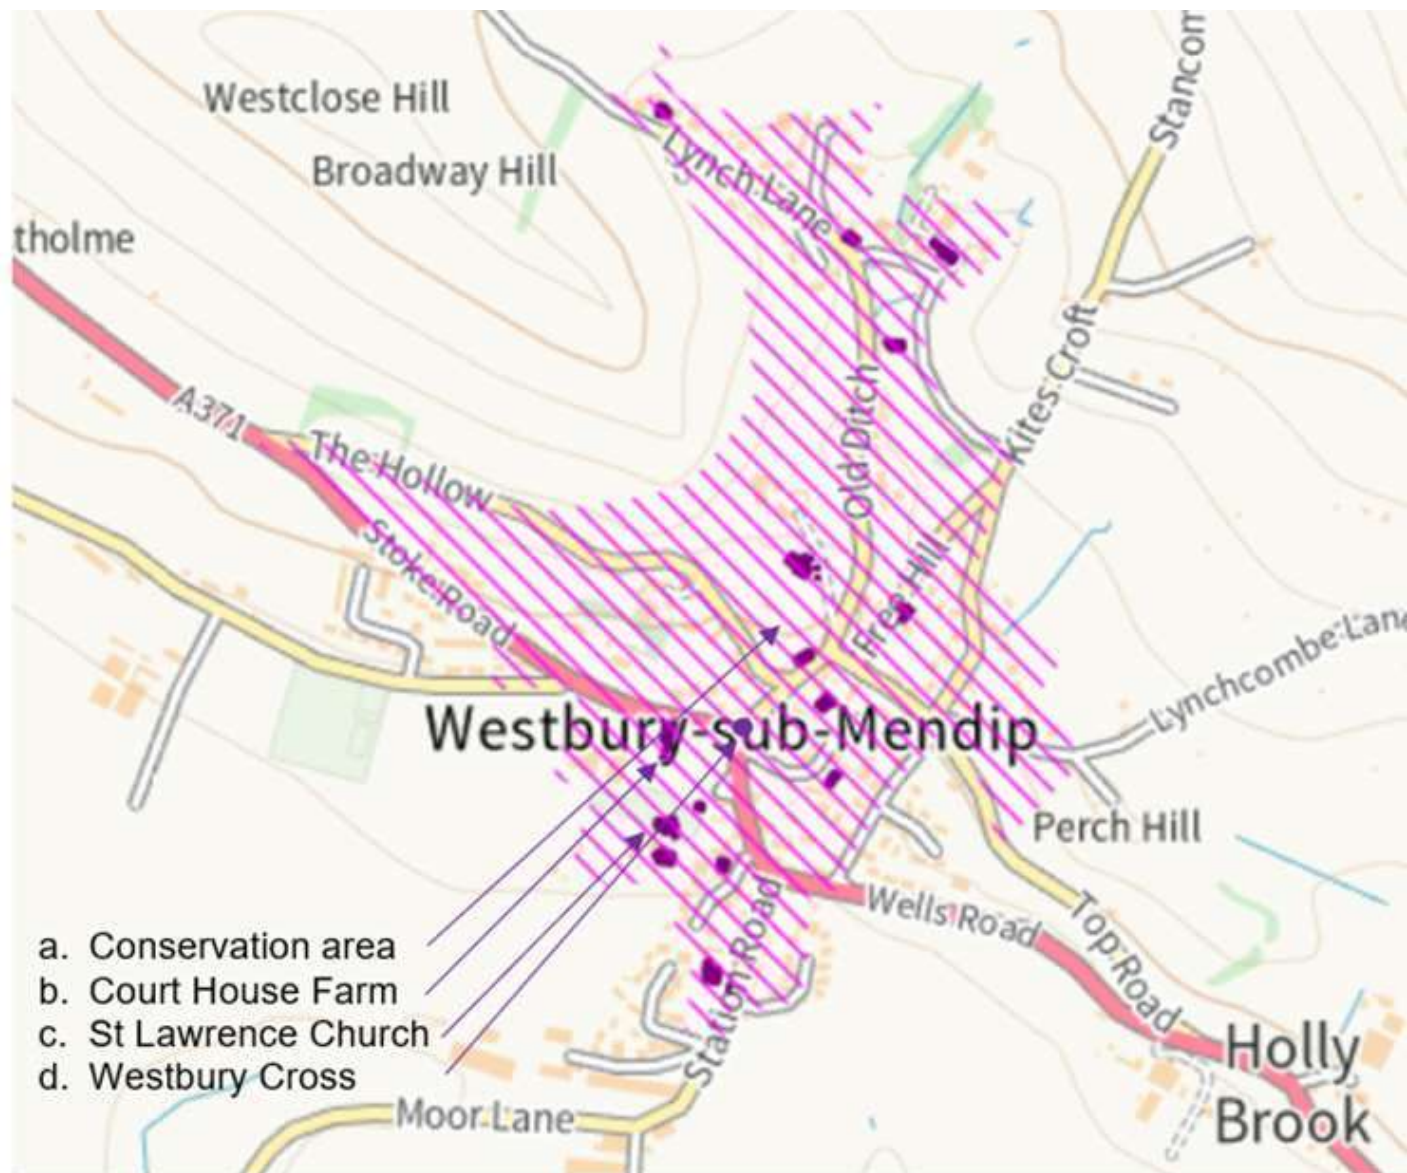 Westclose Hill
Broadway Hill
tholme
Lynch Lane
Stancom
Kites Croft
A371
The Hollow
Old Ditch
Stoke Road
Free Hill
Lynchcombe Lane
Westbury-sub-Mendip
Perch Hill
Wells Road
Top Road
Station Road
a. Conservation area
b. Court House Farm
c. St Lawrence Church
d. Westbury Cross
Moor Lane
Holly
Brook